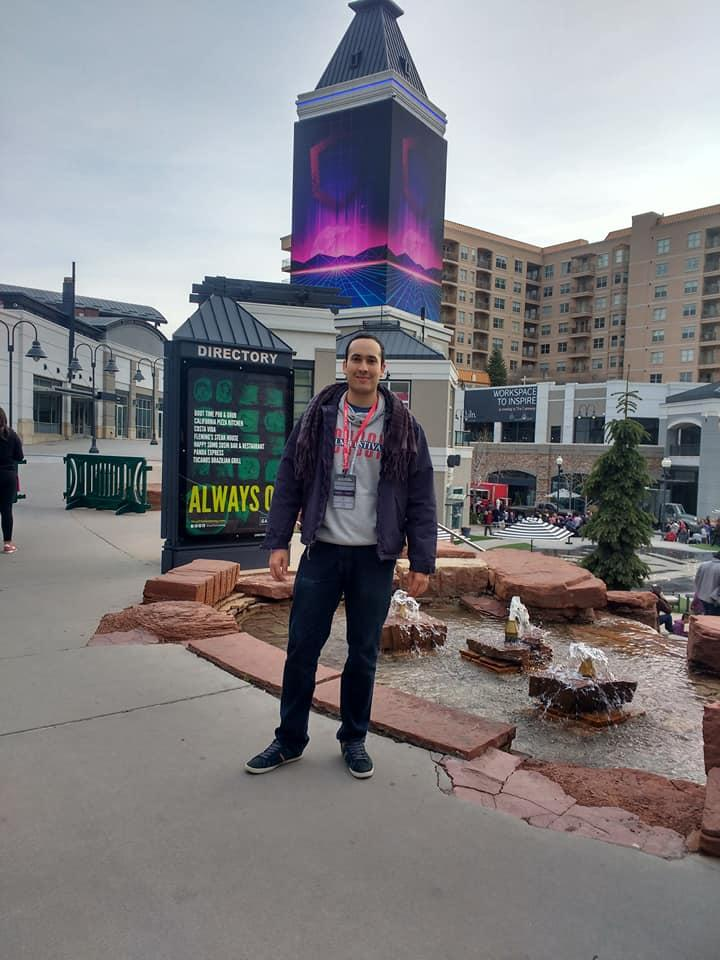 DIRECTORY
BOUT TIME PUB & GRUB
CALIFORNIA PIZZA KITCHEN
COSTA VIDA
FLEMING'S STEAK HOUSE
HAPPY SUMO SUSHI BAR & RESTAURANT
PANDA EXPRESS
TUCANOS BRAZILIAN GRILL
ALWAYS O
WORKSPACE
TO INSPIRE